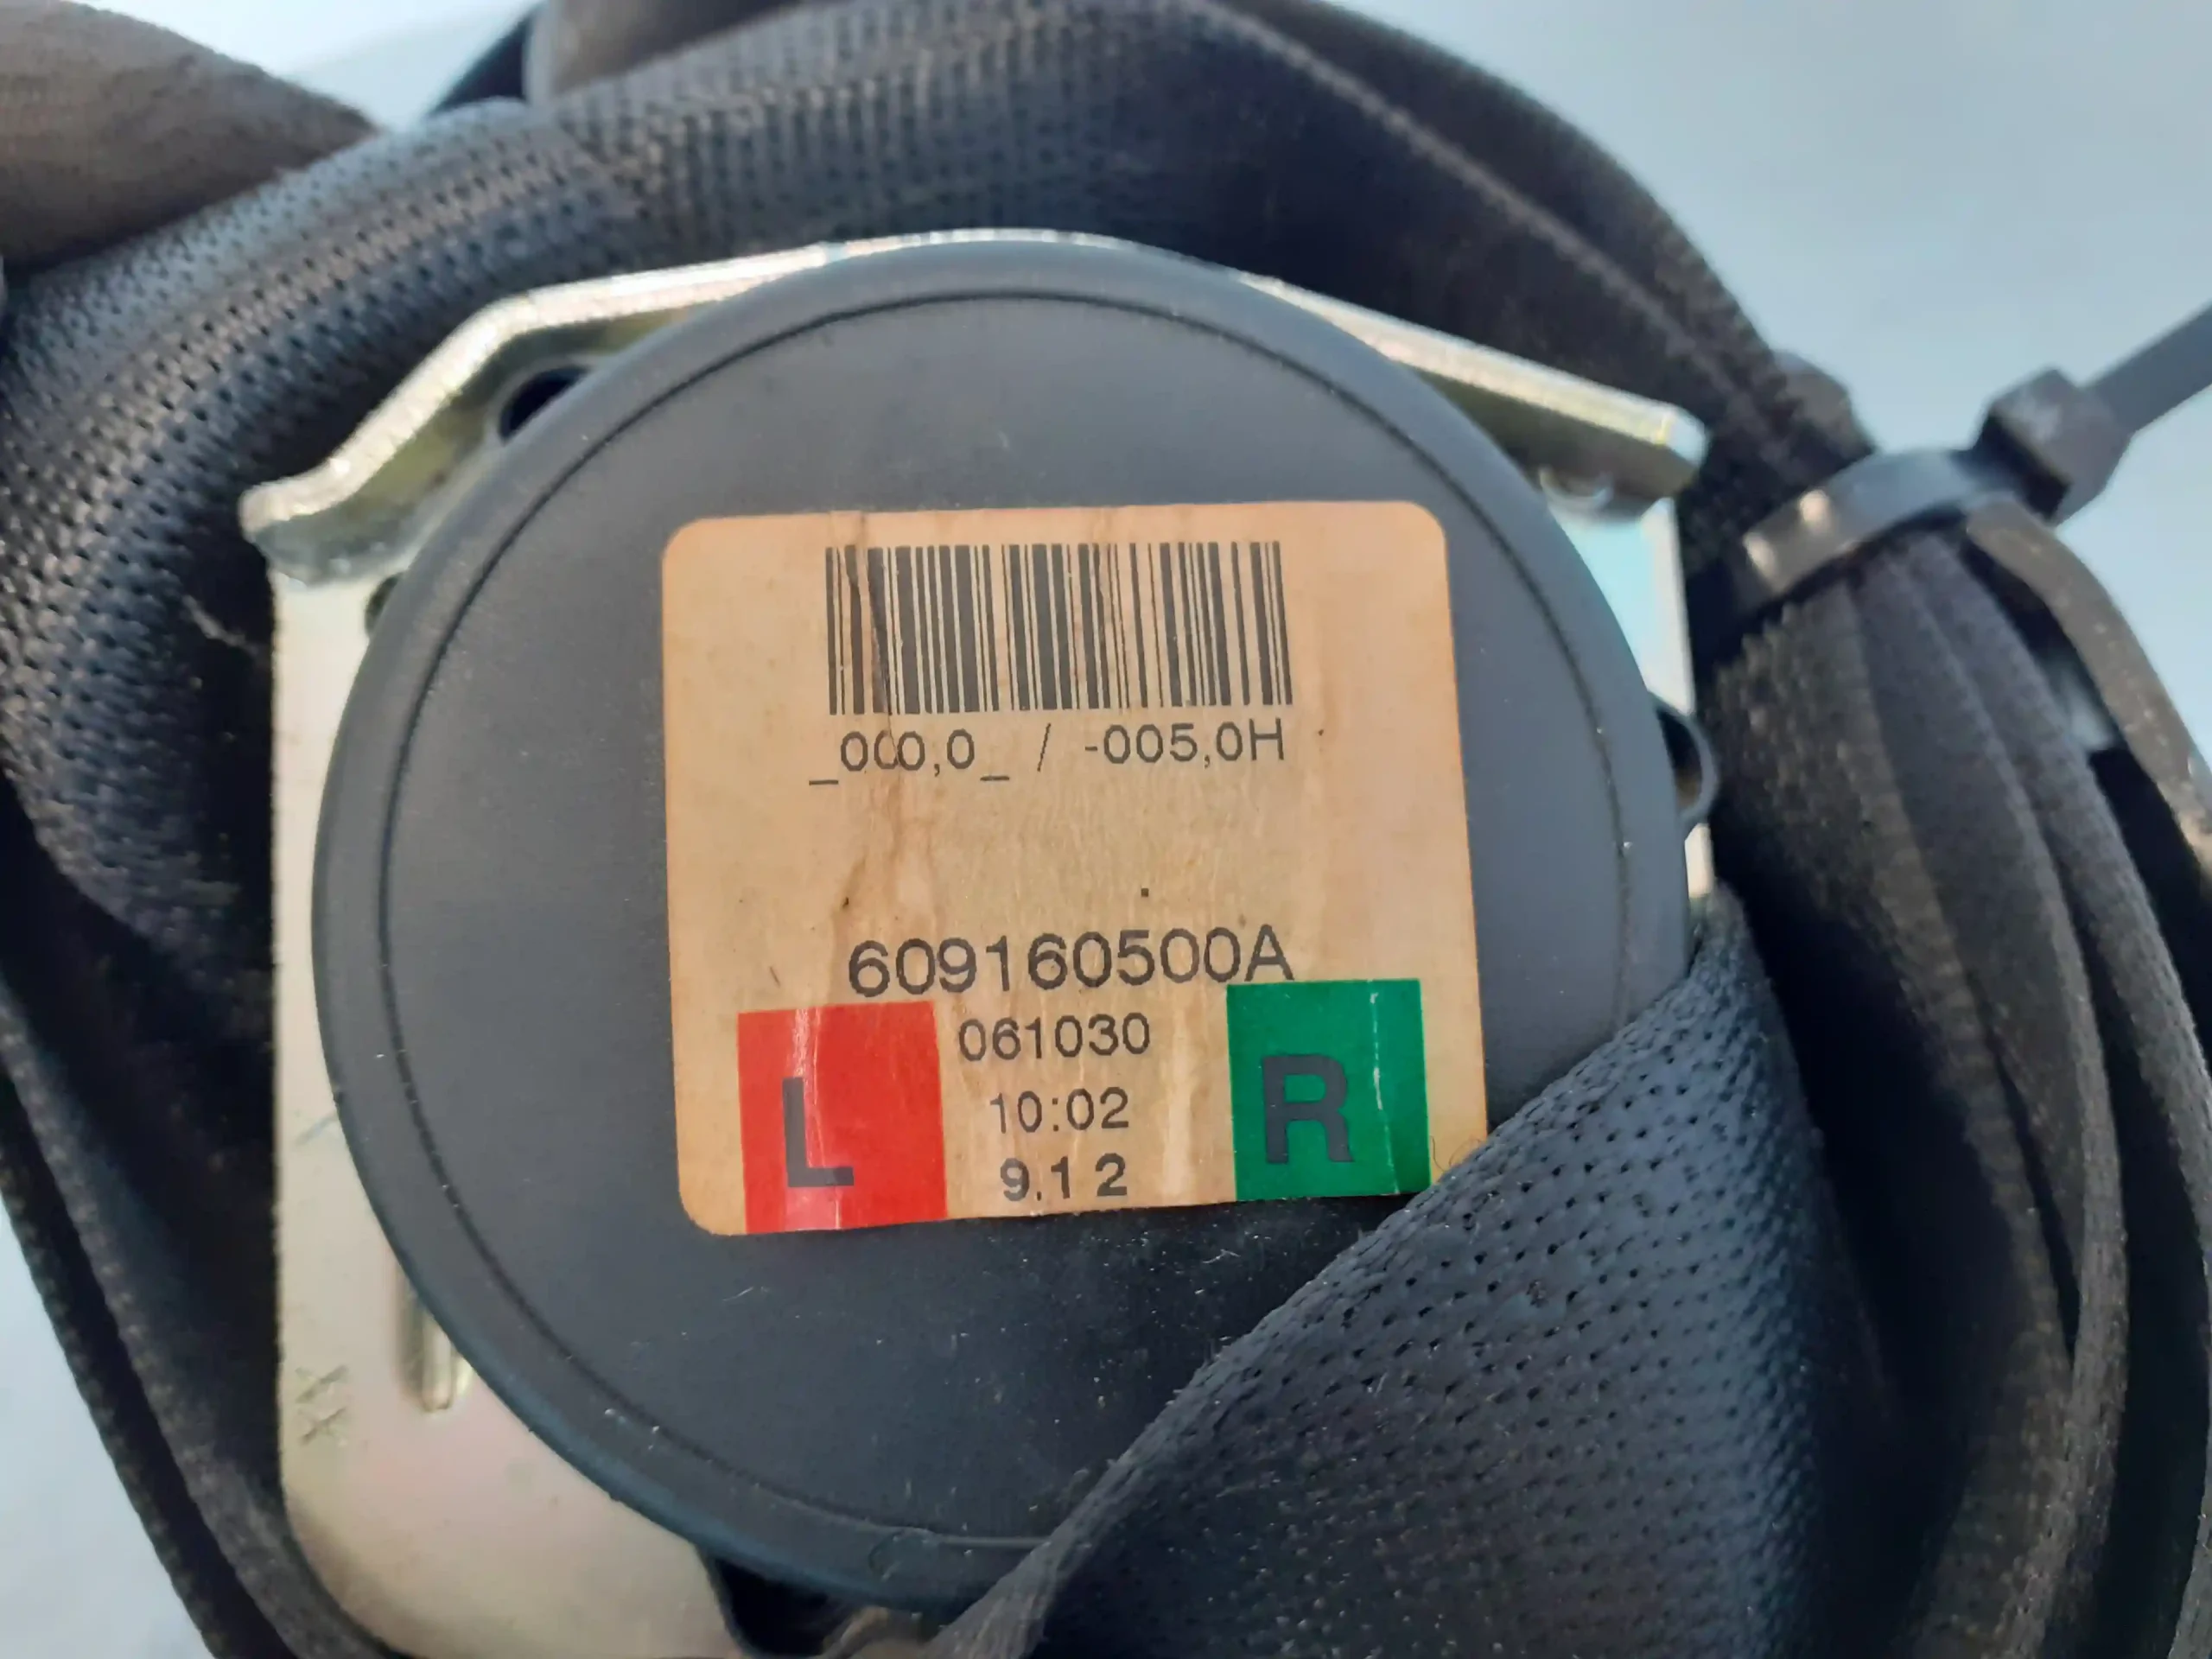 _000,0_ / -005,0H
609160500A
061030
10:02
9.1 2
L
R